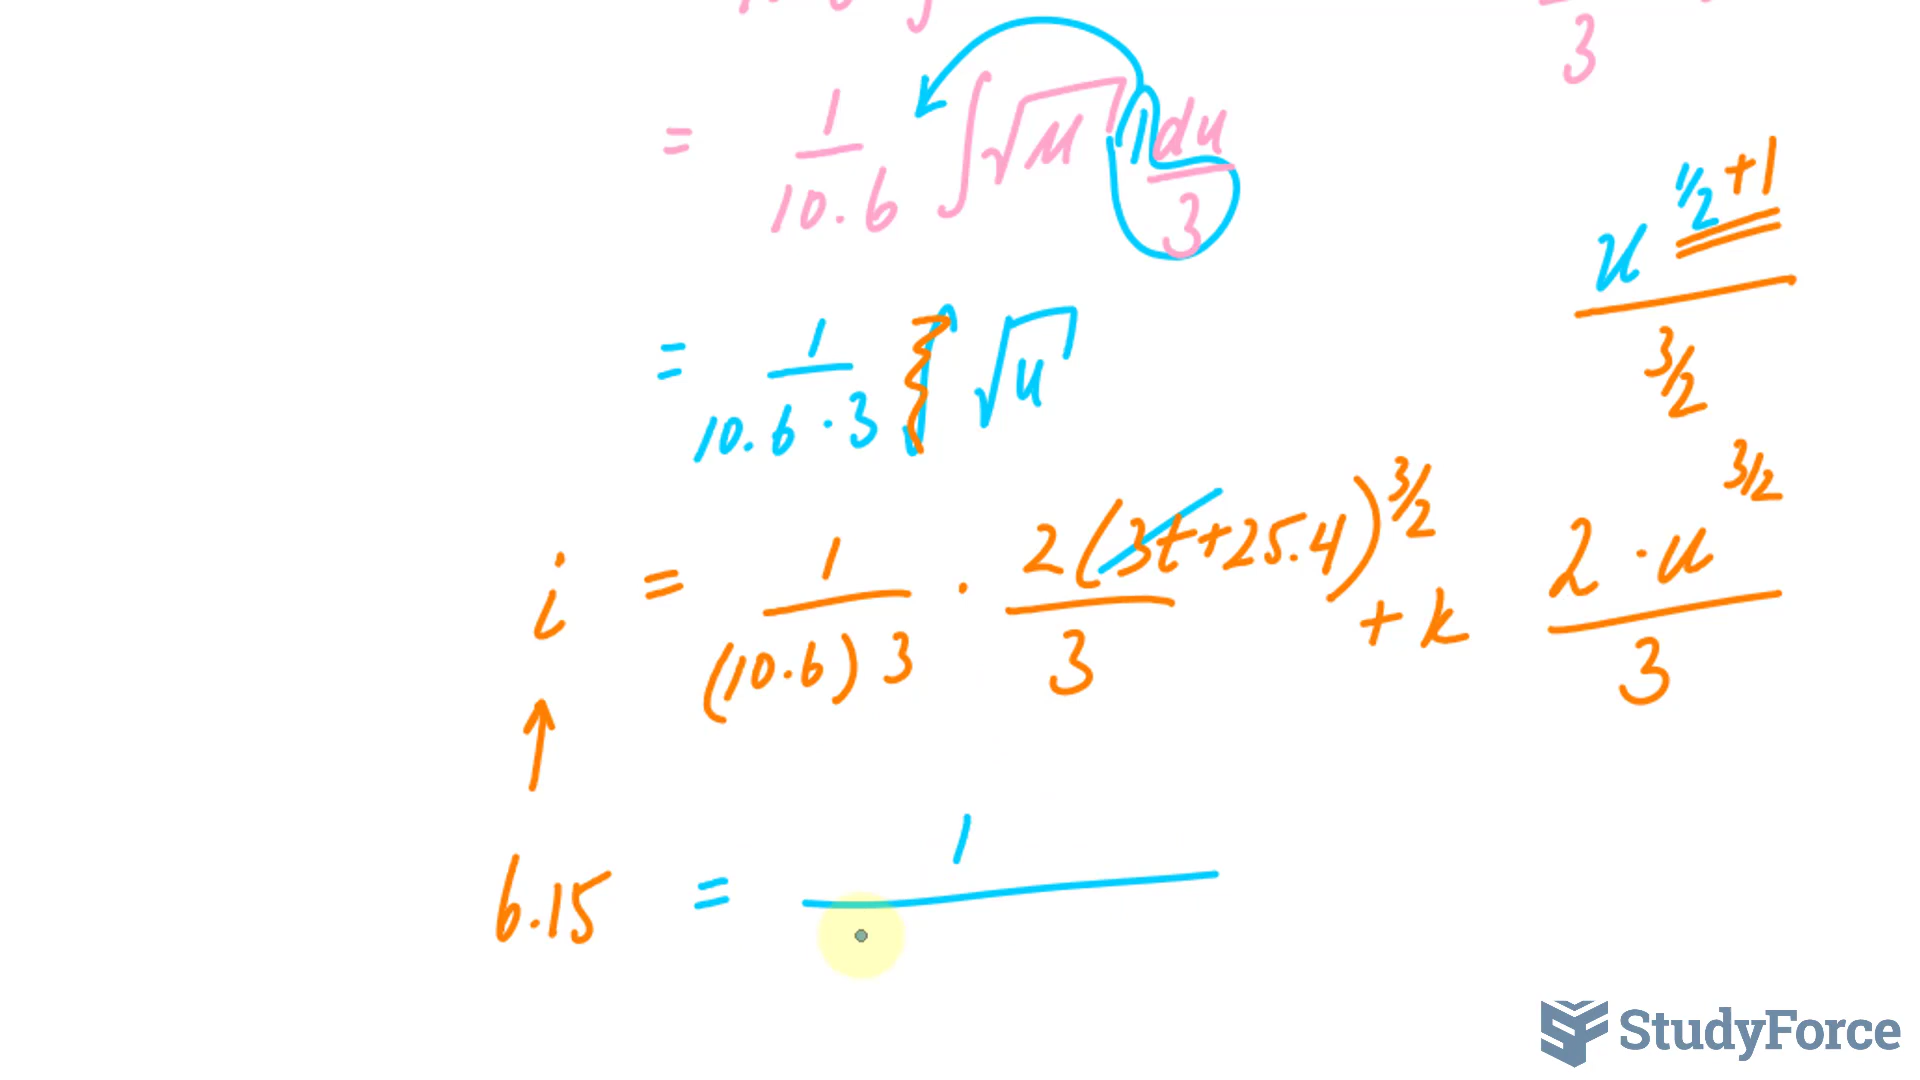 3
= 1/10.6 ∫ √u 1 du/3
= 1/10.6 · 3 ∫ √u
u^(1/2 + 1) / 3/2
i = 1/(10.6)3 · 2(3t+25.4)^3/2 / 3 + k
2 · u^3/2 / 3
6.15 = 1
StudyForce